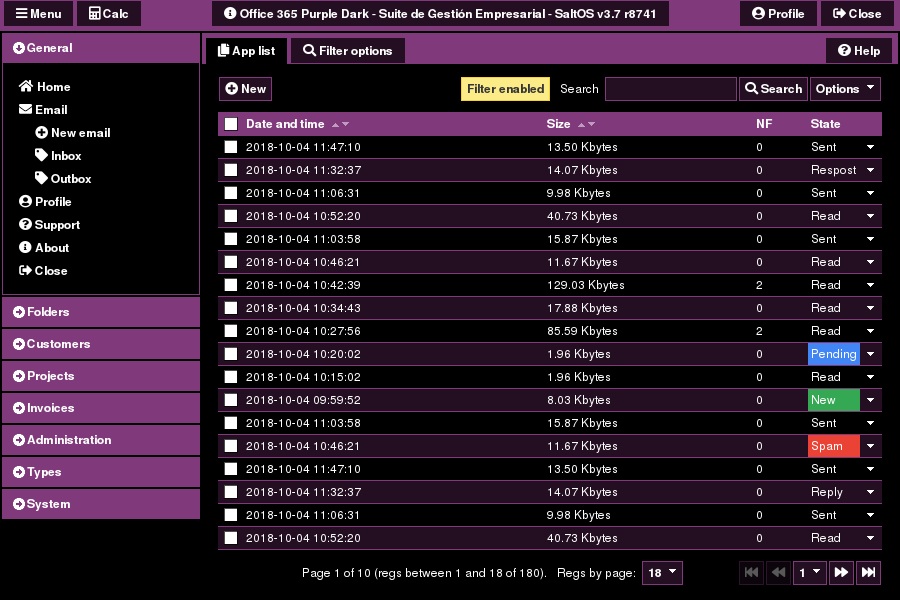 Menu Calc Office 365 Purple Dark - Suite de Gestión Empresarial - SaltOS v3.7 r8741 Profile Close
General
Home
Email
New email
Inbox
Outbox
Profile
Support
About
Close
Folders
Customers
Projects
Invoices
Administration
Types
System
App list Filter options Help
New Filter enabled Search Search Options
Date and time Size NF State
2018-10-04 11:47:10 13.50 Kbytes 0 Sent
2018-10-04 11:32:37 14.07 Kbytes 0 Respost
2018-10-04 11:06:31 9.98 Kbytes 0 Sent
2018-10-04 10:52:20 40.73 Kbytes 0 Read
2018-10-04 11:03:58 15.87 Kbytes 0 Sent
2018-10-04 10:46:21 11.67 Kbytes 0 Read
2018-10-04 10:42:39 129.03 Kbytes 2 Read
2018-10-04 10:34:43 17.88 Kbytes 0 Read
2018-10-04 10:27:56 85.59 Kbytes 2 Read
2018-10-04 10:20:02 1.96 Kbytes 0 Pending
2018-10-04 10:15:02 1.96 Kbytes 0 Read
2018-10-04 09:59:52 8.03 Kbytes 0 New
2018-10-04 11:03:58 15.87 Kbytes 0 Sent
2018-10-04 10:46:21 11.67 Kbytes 0 Spam
2018-10-04 11:47:10 13.50 Kbytes 0 Sent
2018-10-04 11:32:37 14.07 Kbytes 0 Reply
2018-10-04 11:06:31 9.98 Kbytes 0 Sent
2018-10-04 10:52:20 40.73 Kbytes 0 Read
Page 1 of 10 (regs between 1 and 18 of 180). Regs by page: 18 1